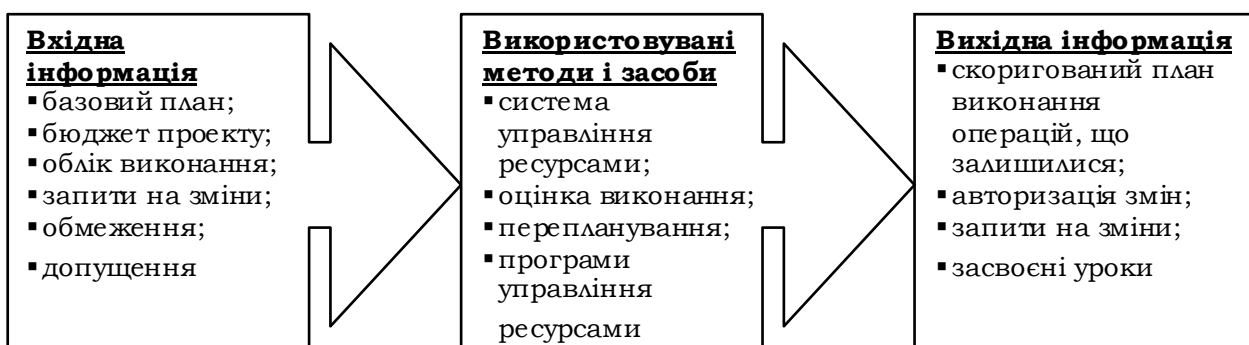 Вхідна
інформація
▪базовий план;
▪бюджет проекту;
▪облік виконання;
▪запити на зміни;
▪обмеження;
▪допущення
Використовувані
методи і засоби
▪система
управління
ресурсами;
▪оцінка виконання;
▪перепланування;
▪програми
управління
ресурсами
Вихідна інформація
▪скоригований план
виконання
операцій, що
залишилися;
▪авторизація змін;
▪запити на зміни;
▪засвоєні уроки